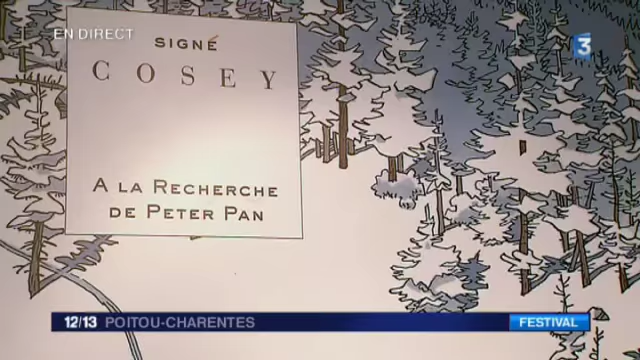 EN DIRECT
3
SIGNÉ
COSEY
A LA RECHERCHE
DE PETER PAN
12/13 POITOU-CHARENTES
FESTIVAL